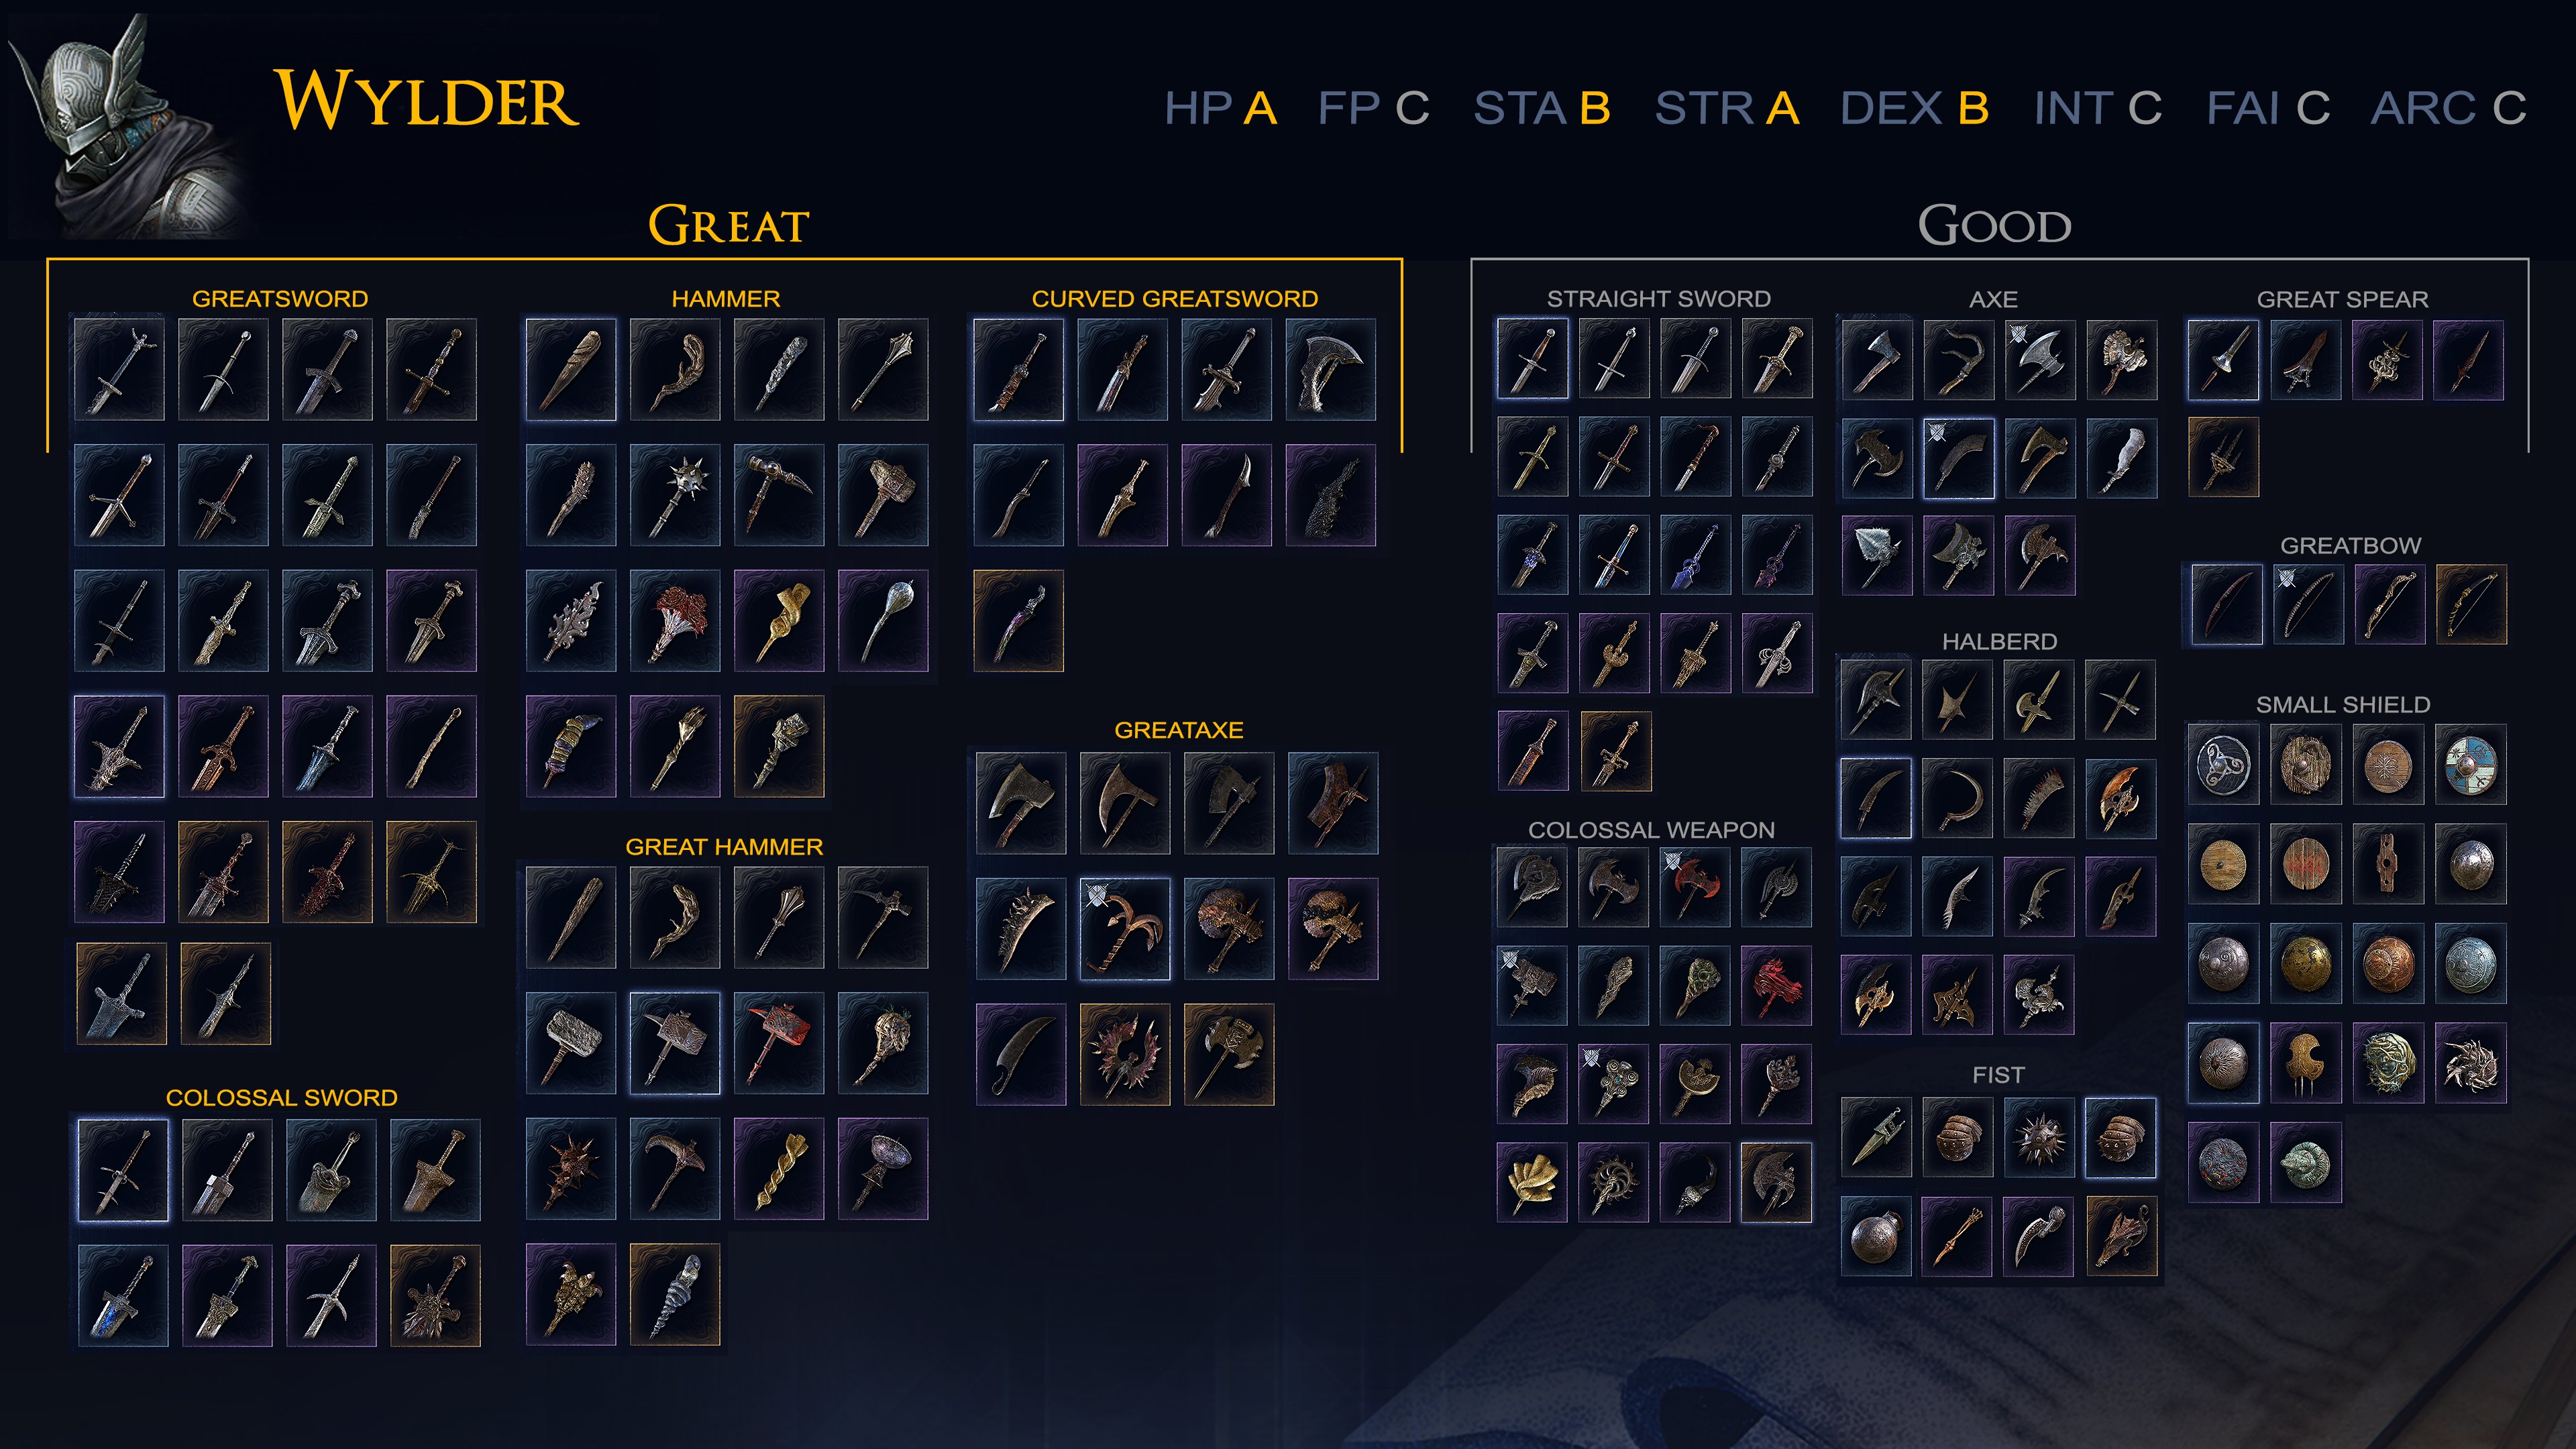 WYLDER
HP A FP C STA B STR A DEX B INT C FAI C ARC C
GREAT
GREATSWORD
HAMMER
CURVED GREATSWORD
GREATAXE
GREAT HAMMER
COLOSSAL SWORD
GOOD
STRAIGHT SWORD
AXE
GREAT SPEAR
GREATBOW
HALBERD
SMALL SHIELD
COLOSSAL WEAPON
FIST